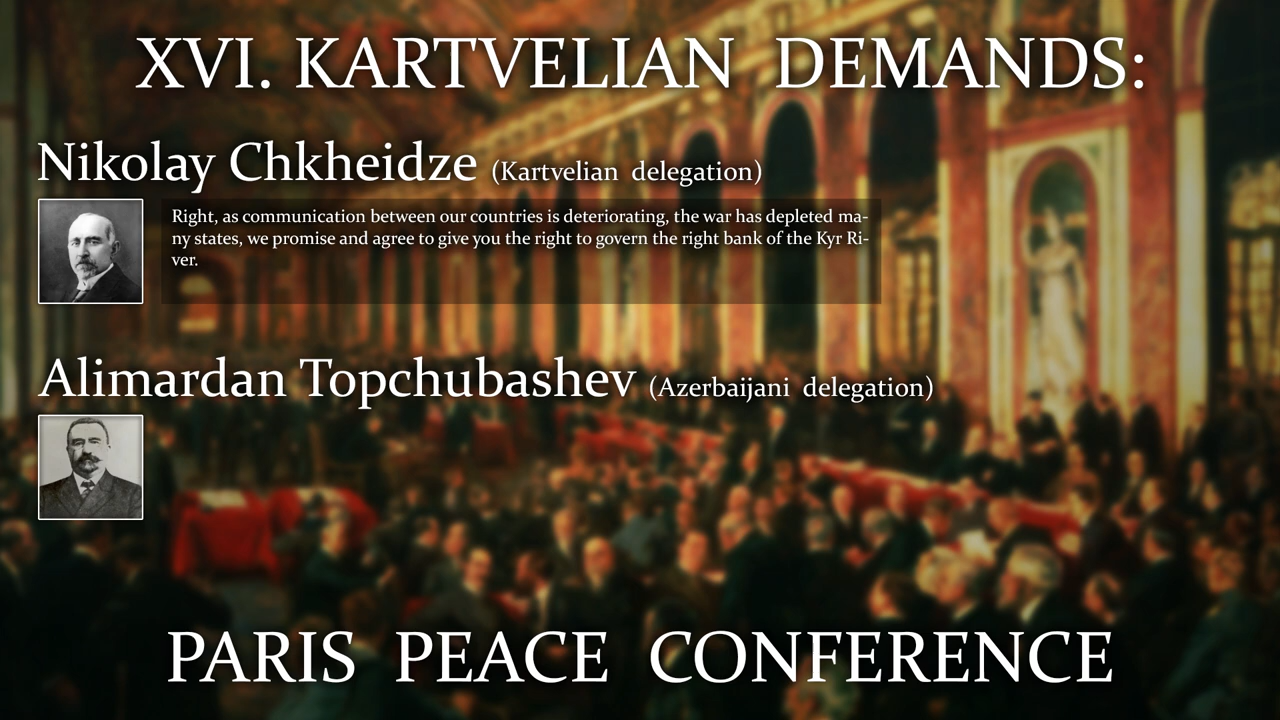 XVI. KARTVELIAN DEMANDS:
Nikolay Chkheidze (Kartvelian delegation)
Right, as communication between our countries is deteriorating, the war has depleted ma-
ny states, we promise and agree to give you the right to govern the right bank of the Kyr Ri-
ver.
Alimardan Topchubashev (Azerbaijani delegation)
PARIS PEACE CONFERENCE